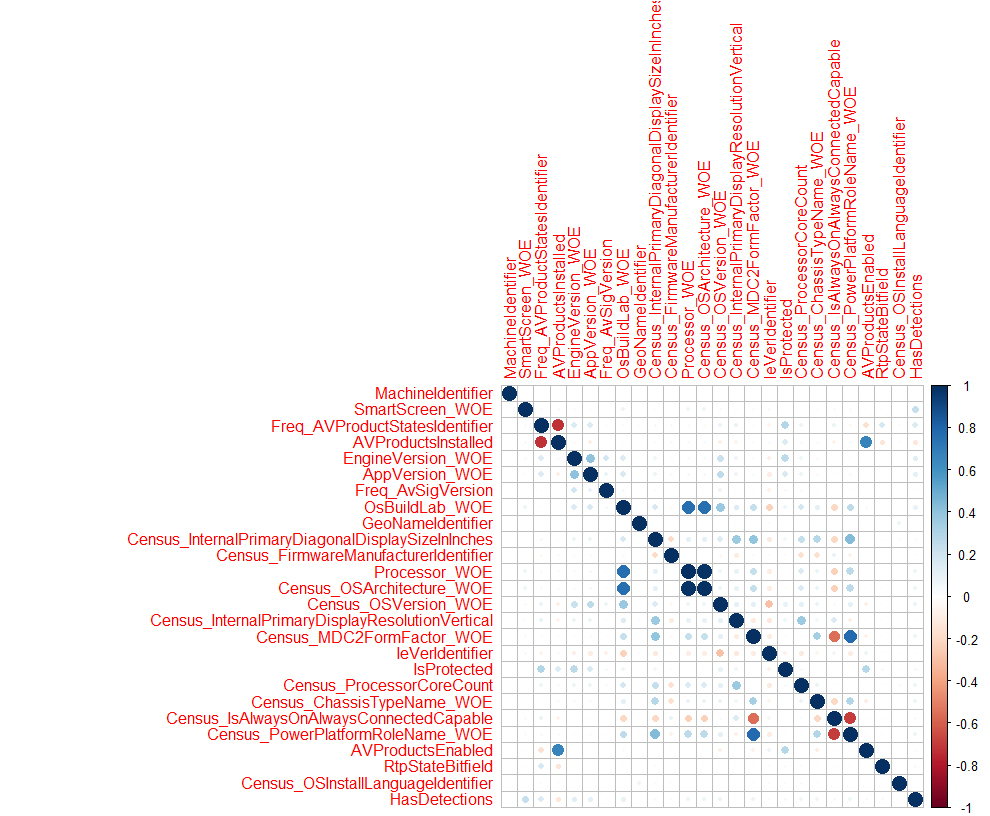 MachineIdentifier
SmartScreen_WOE
Freq_AVProductStatesIdentifier
AVProductsInstalled
EngineVersion_WOE
AppVersion_WOE
Freq_AvSigVersion
OsBuildLab_WOE
GeoNameIdentifier
Census_InternalPrimaryDiagonalDisplaySizeInInches
Census_FirmwareManufacturerIdentifier
Processor_WOE
Census_OSArchitecture_WOE
Census_OSVersion_WOE
Census_InternalPrimaryDisplayResolutionVertical
Census_MDC2FormFactor_WOE
IeVerIdentifier
IsProtected
Census_ProcessorCoreCount
Census_ChassisTypeName_WOE
Census_IsAlwaysOnAlwaysConnectedCapable
Census_PowerPlatformRoleName_WOE
AVProductsEnabled
RtpStateBitfield
Census_OSInstallLanguageIdentifier
HasDetections
MachineIdentifier
SmartScreen_WOE
Freq_AVProductStatesIdentifier
AVProductsInstalled
EngineVersion_WOE
AppVersion_WOE
Freq_AvSigVersion
OsBuildLab_WOE
GeoNameIdentifier
Census_InternalPrimaryDiagonalDisplaySizeInInches
Census_FirmwareManufacturerIdentifier
Processor_WOE
Census_OSArchitecture_WOE
Census_OSVersion_WOE
Census_InternalPrimaryDisplayResolutionVertical
Census_MDC2FormFactor_WOE
IeVerIdentifier
IsProtected
Census_ProcessorCoreCount
Census_ChassisTypeName_WOE
Census_IsAlwaysOnAlwaysConnectedCapable
Census_PowerPlatformRoleName_WOE
AVProductsEnabled
RtpStateBitfield
Census_OSInstallLanguageIdentifier
HasDetections
1
0.8
0.6
0.4
0.2
0
-0.2
-0.4
-0.6
-0.8
-1